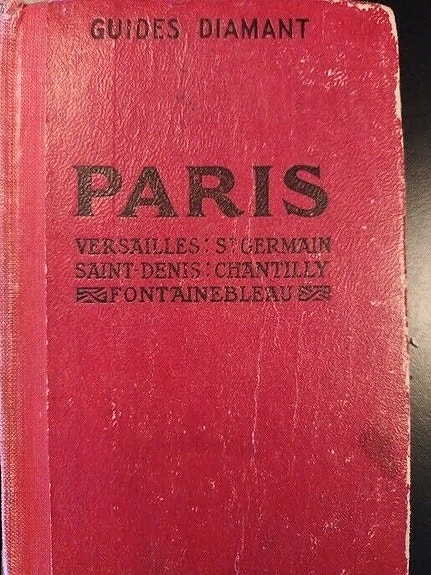 GUIDES DIAMANT
PARIS
VERSAILLES : ST GERMAIN
SAINT-DENIS : CHANTILLY
FONTAINEBLEAU